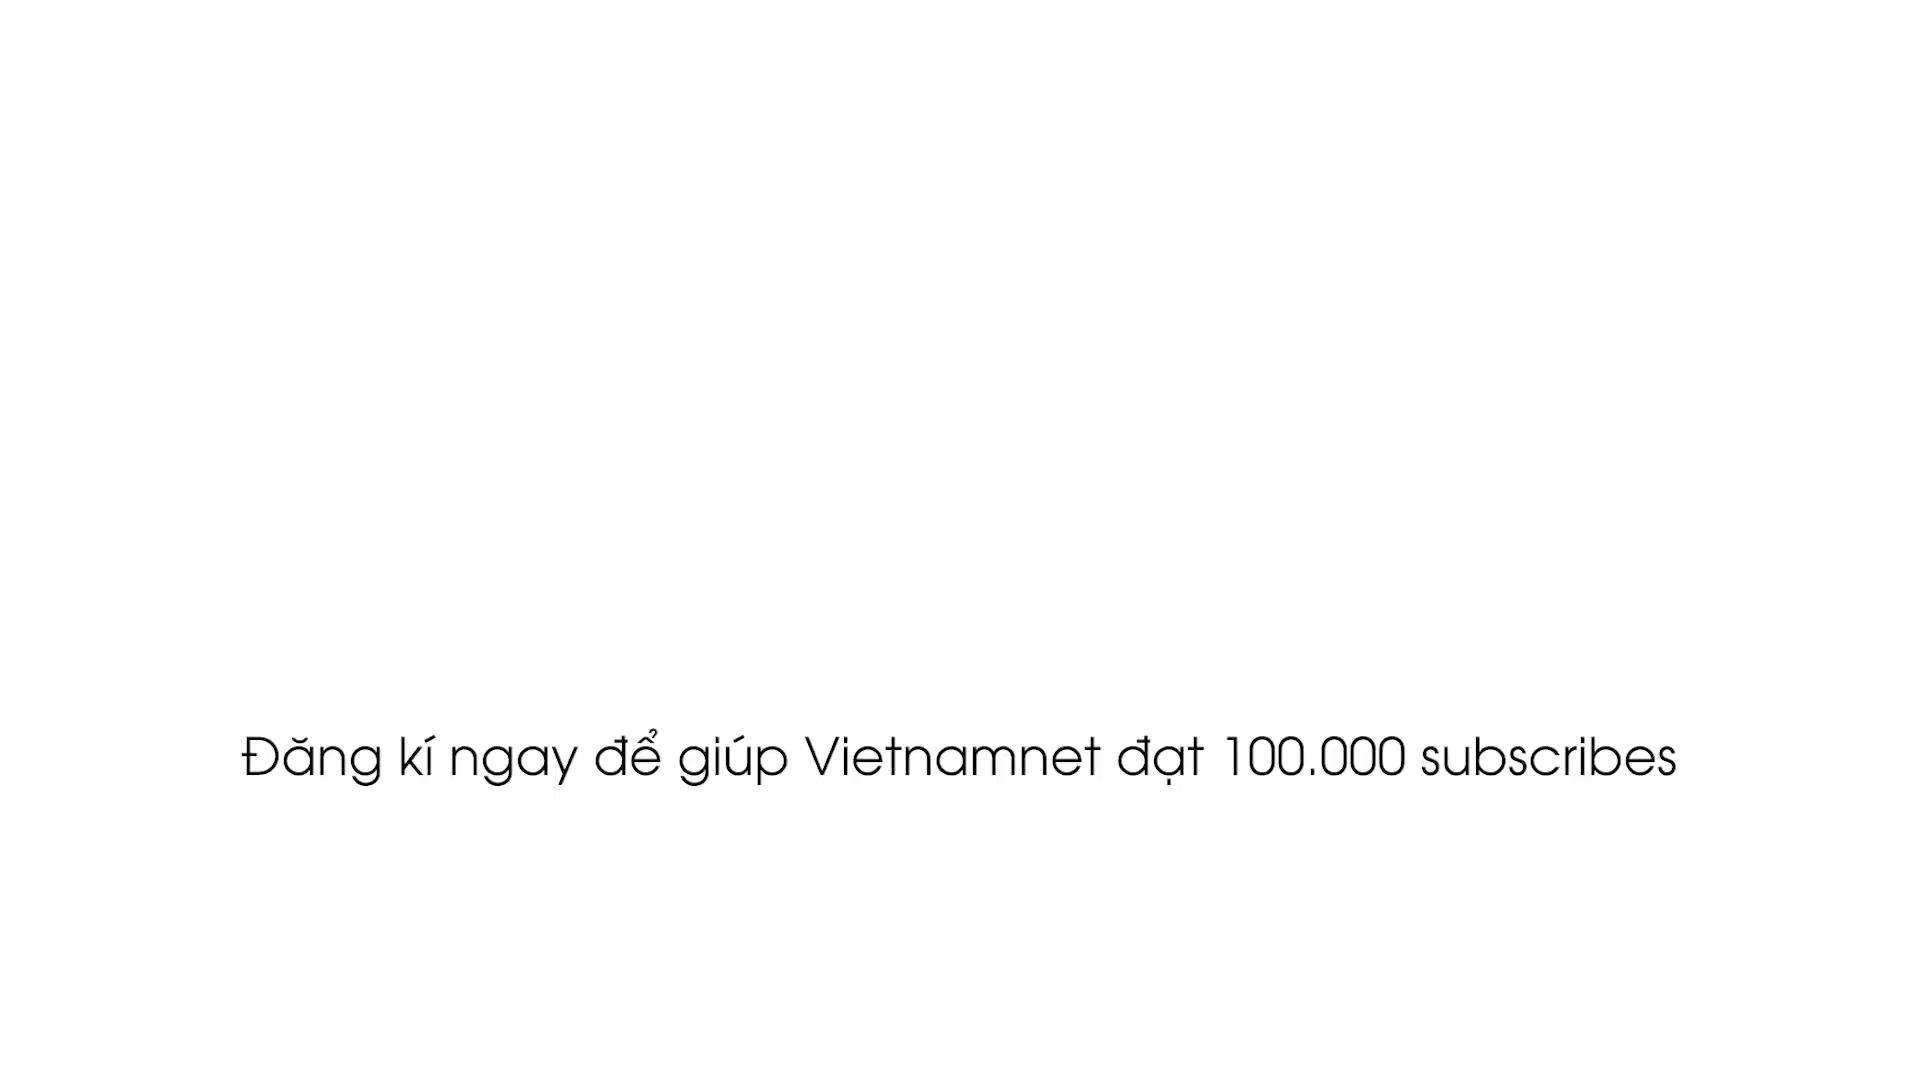 Đăng kí ngay để giúp Vietnamnet đạt 100.000 subscribes